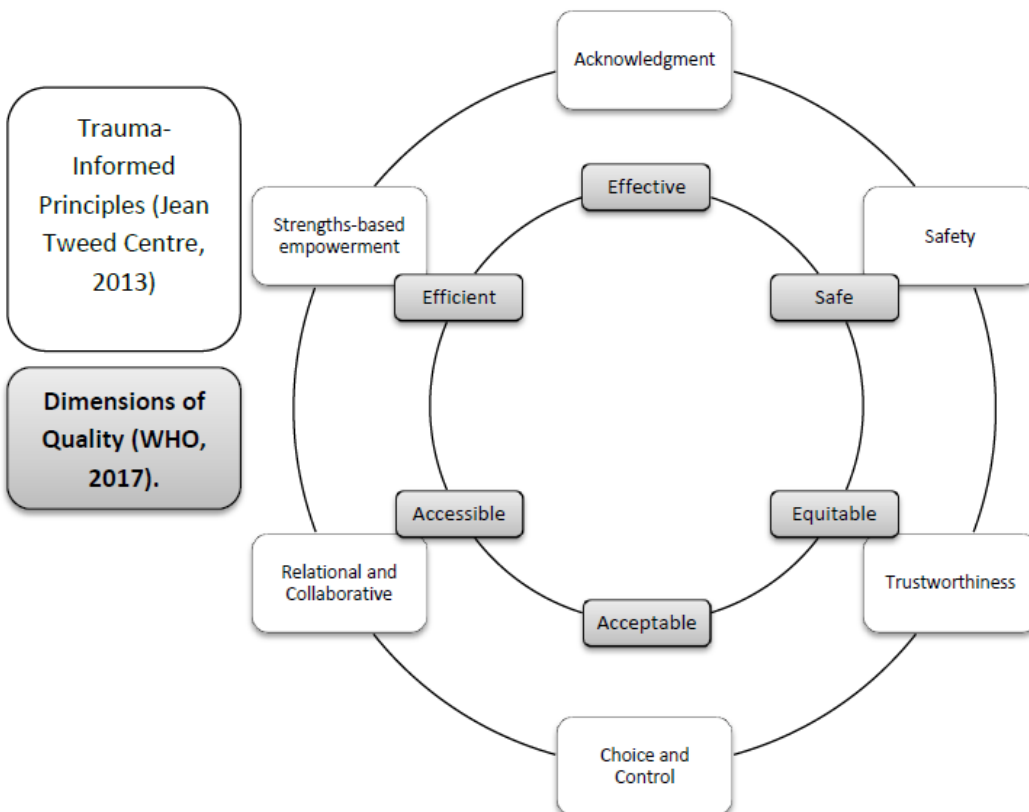 Trauma-
Informed
Principles (Jean
Tweed Centre,
2013)
Dimensions of
Quality (WHO,
2017).
Acknowledgment
Effective
Strengths-based
empowerment
Safety
Efficient
Safe
Accessible
Equitable
Relational and
Collaborative
Trustworthiness
Acceptable
Choice and
Control